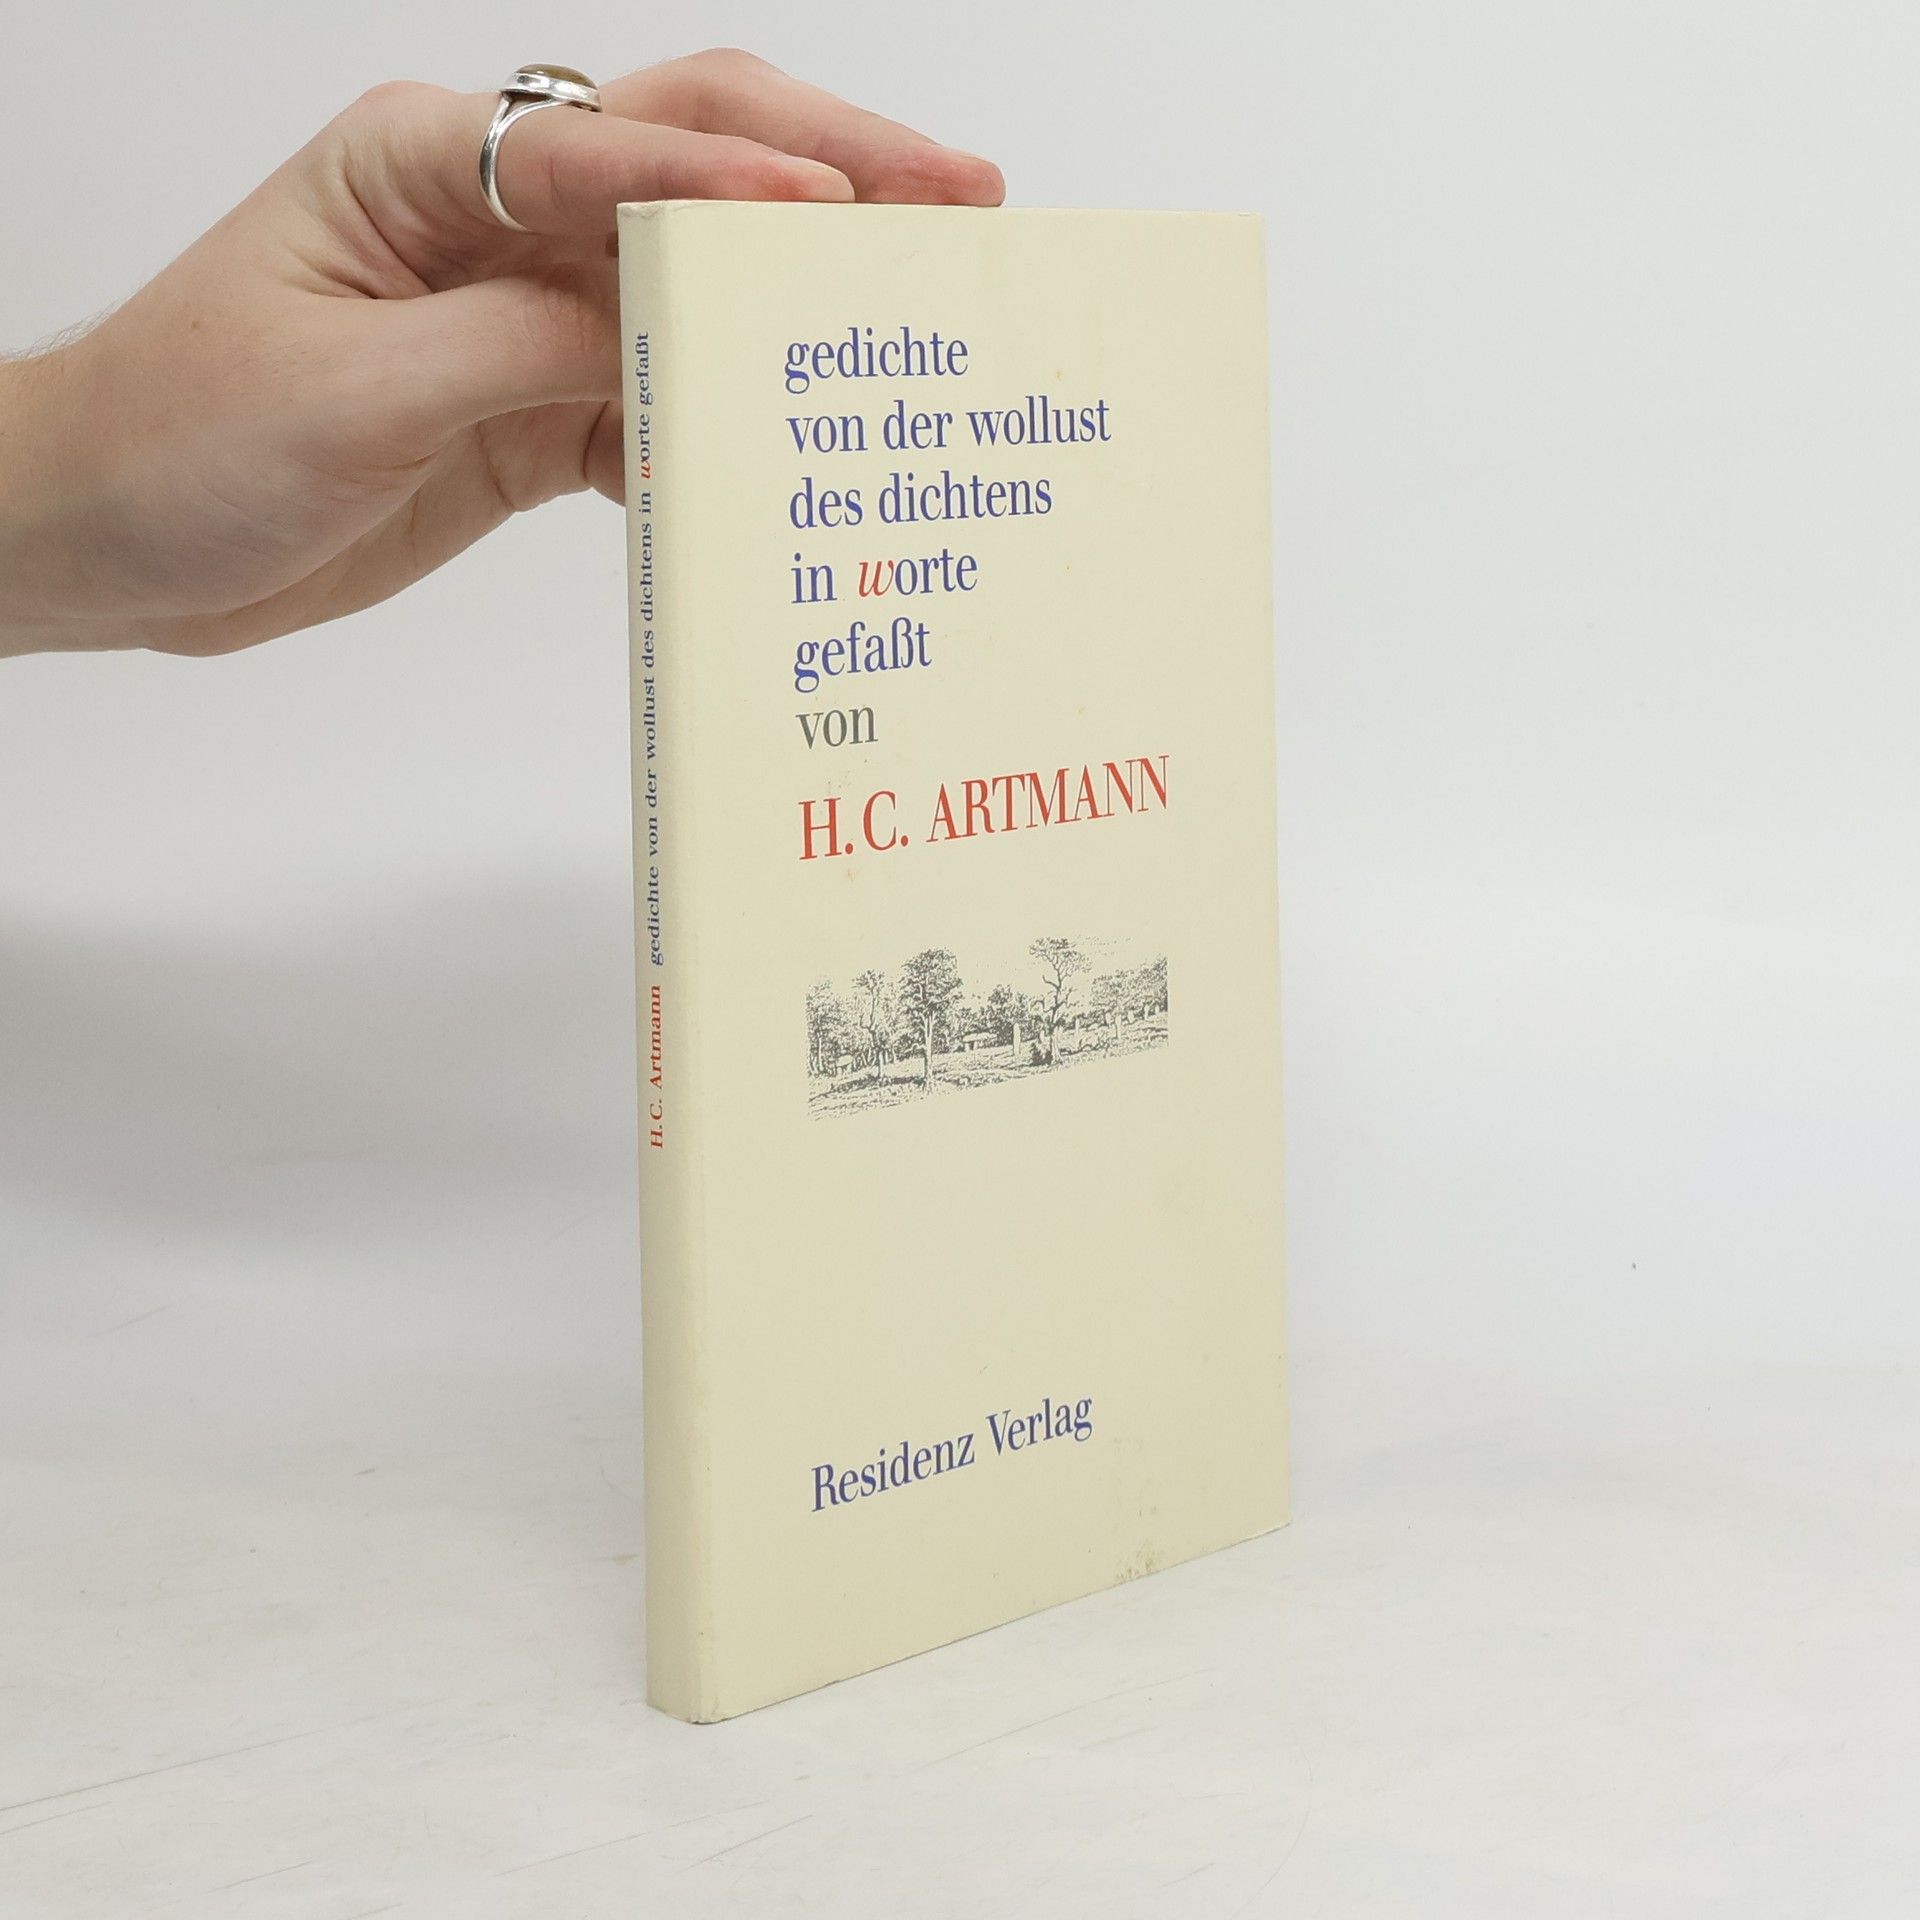 gedichte
von der wollust
des dichtens
in worte
gefaßt
von
H. C. ARTMANN
Residenz Verlag
H. C. Artmann gedichte von der wollust des dichtens in worte gefaßt